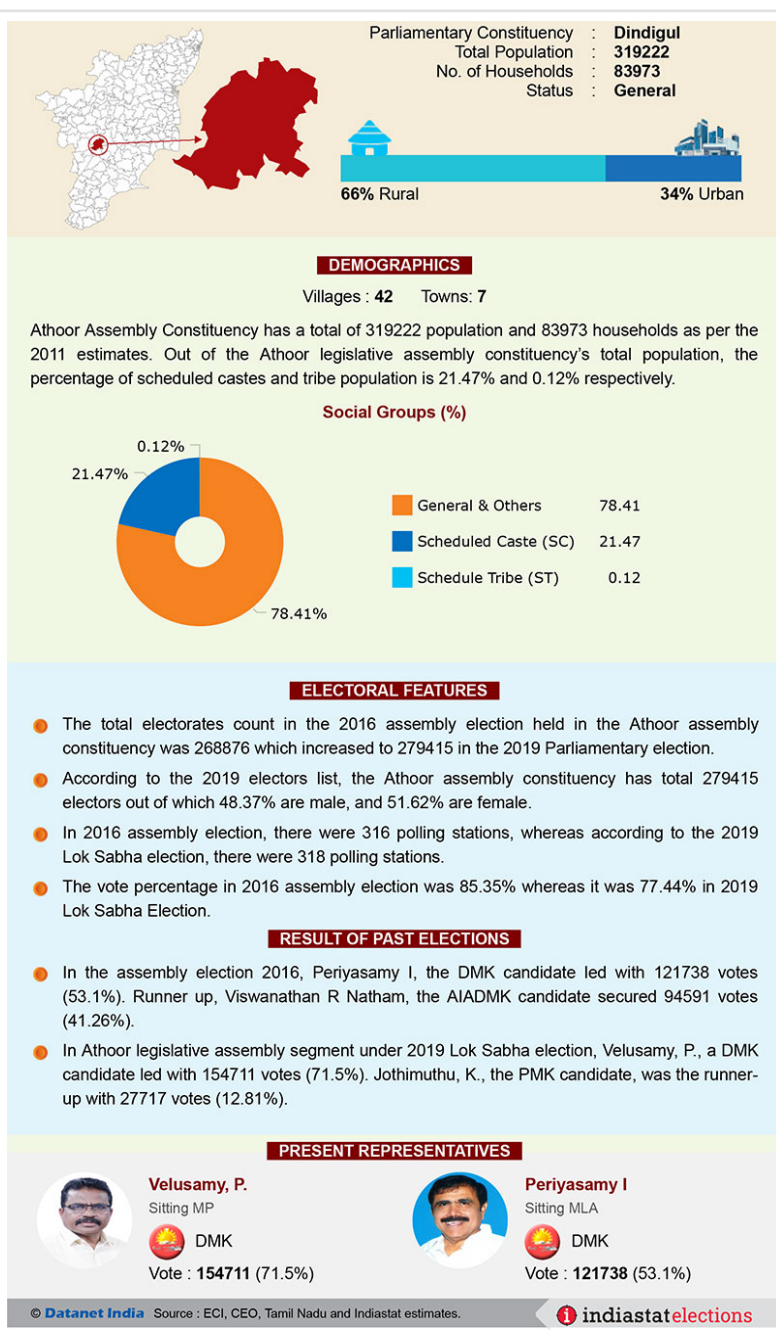 Parliamentary Constituency : Dindigul
Total Population : 319222
No. of Households : 83973
Status : General
66% Rural
34% Urban
DEMOGRAPHICS
Villages : 42 Towns: 7
Athoor Assembly Constituency has a total of 319222 population and 83973 households as per the
2011 estimates. Out of the Athoor legislative assembly constituency's total population, the
percentage of scheduled castes and tribe population is 21.47% and 0.12% respectively.
Social Groups (%)
0.12%
21.47%
78.41%
General & Others 78.41
Scheduled Caste (SC) 21.47
Schedule Tribe (ST) 0.12
ELECTORAL FEATURES
The total electorates count in the 2016 assembly election held in the Athoor assembly
constituency was 268876 which increased to 279415 in the 2019 Parliamentary election.
According to the 2019 electors list, the Athoor assembly constituency has total 279415
electors out of which 48.37% are male, and 51.62% are female.
In 2016 assembly election, there were 316 polling stations, whereas according to the 2019
Lok Sabha election, there were 318 polling stations.
The vote percentage in 2016 assembly election was 85.35% whereas it was 77.44% in 2019
Lok Sabha Election.
RESULT OF PAST ELECTIONS
In the assembly election 2016, Periyasamy I, the DMK candidate led with 121738 votes
(53.1%). Runner up, Viswanathan R Natham, the AIADMK candidate secured 94591 votes
(41.26%).
In Athoor legislative assembly segment under 2019 Lok Sabha election, Velusamy, P., a DMK
candidate led with 154711 votes (71.5%). Jothimuthu, K., the PMK candidate, was the runner-
up with 27717 votes (12.81%).
PRESENT REPRESENTATIVES
Velusamy, P.
Sitting MP
DMK
Vote : 154711 (71.5%)
Periyasamy I
Sitting MLA
DMK
Vote : 121738 (53.1%)
© Datanet India Source : ECI, CEO, Tamil Nadu and Indiastat estimates.
indiastatelections